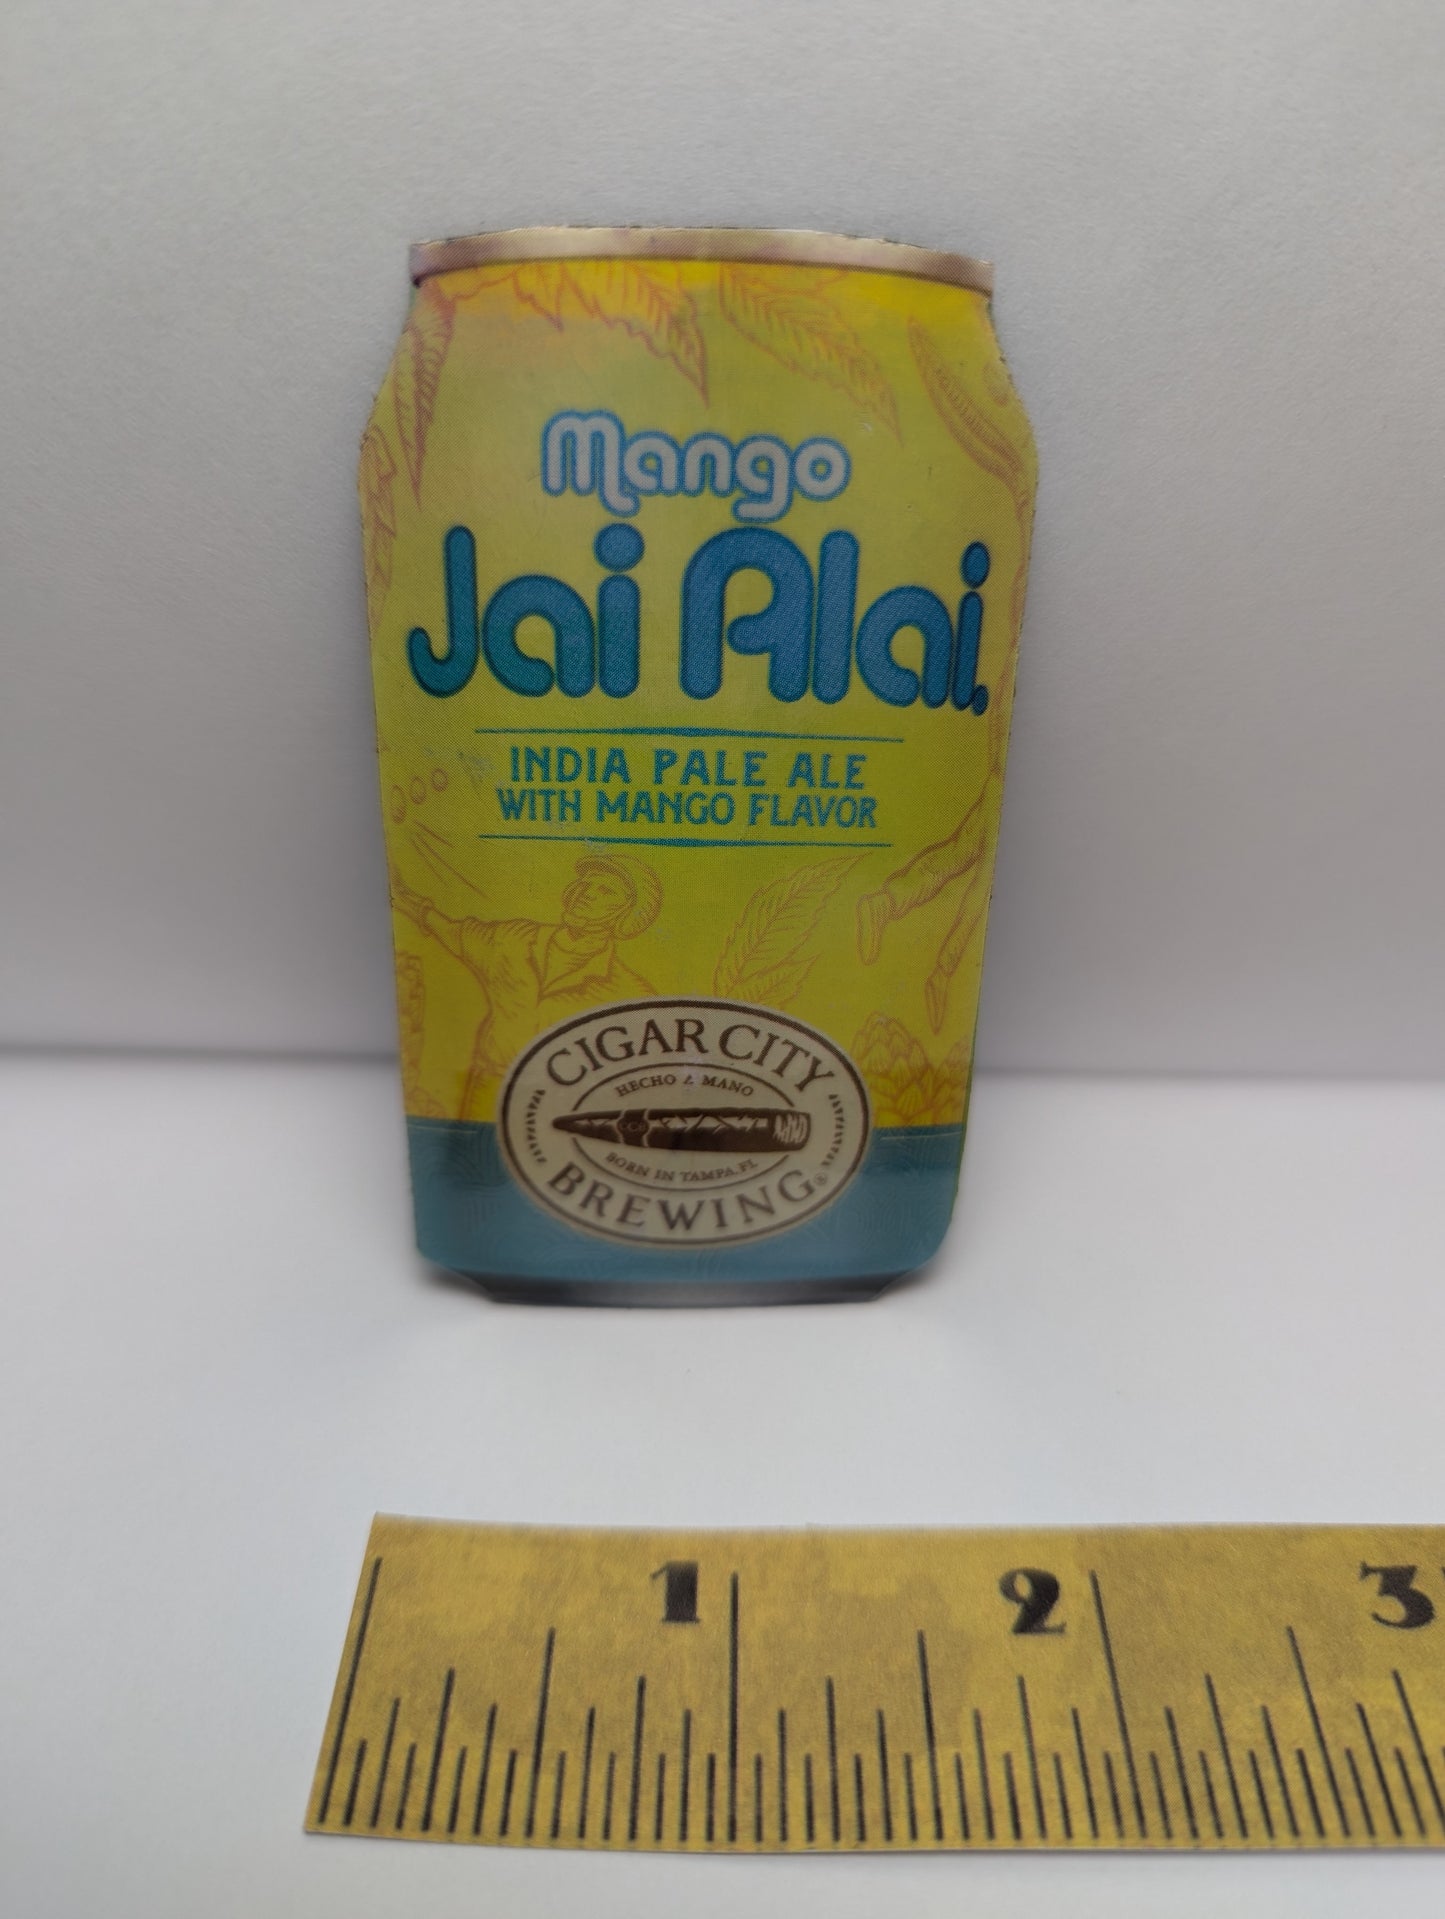 Mango
Jai Alai.
INDIA PALE ALE
WITH MANGO FLAVOR
CIGAR CITY
HECHO A MANO
CCB
BORN IN TAMPA, FL
BREWING®
1 2 3